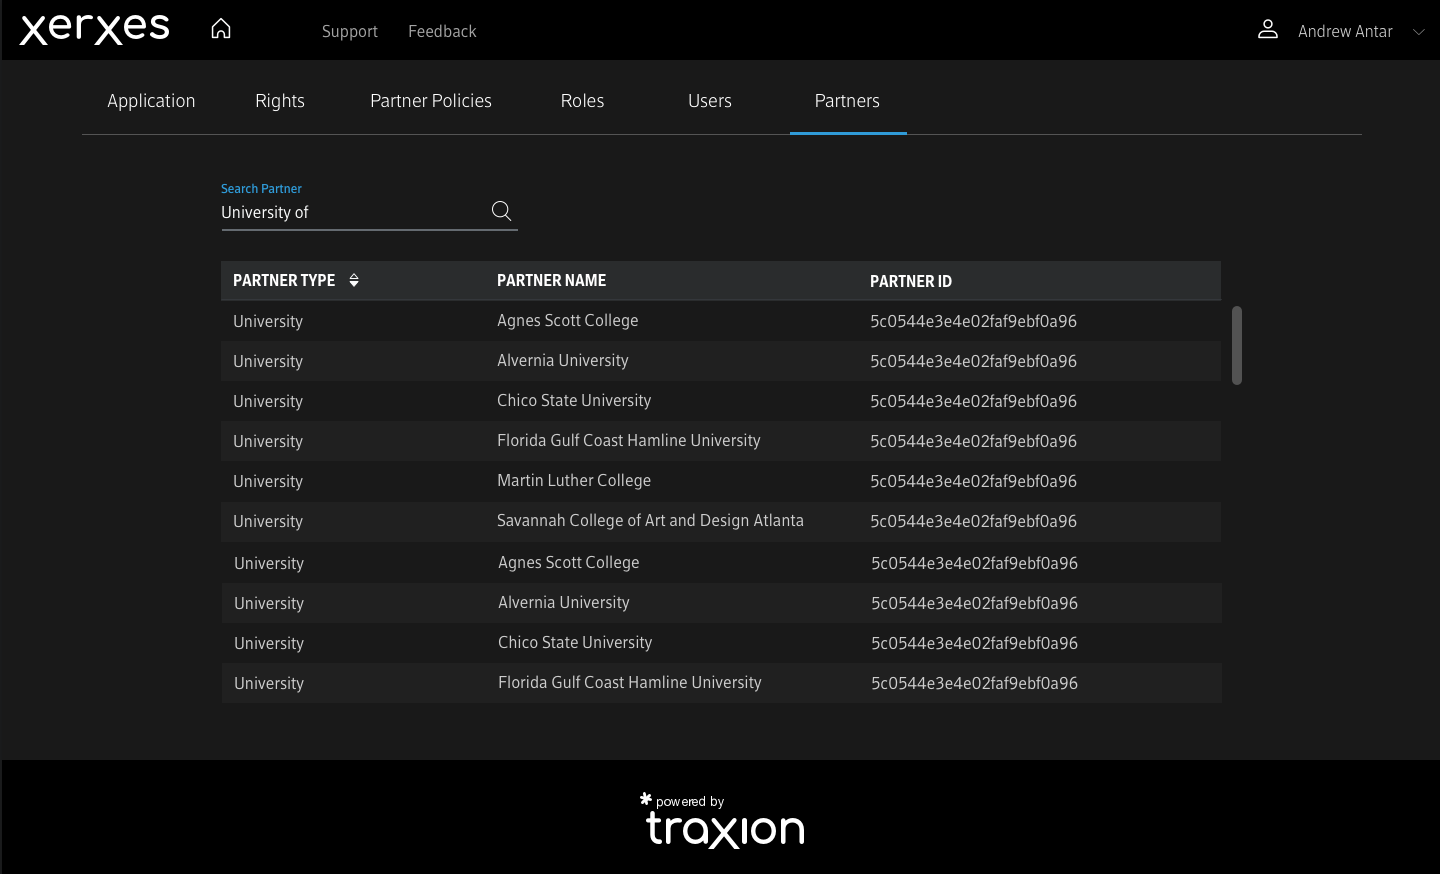 xerxes Support Feedback Andrew Antar
Application Rights Partner Policies Roles Users Partners
Search Partner
University of
PARTNER TYPE PARTNER NAME PARTNER ID
University Agnes Scott College 5c0544e3e4e02faf9ebf0a96
University Alvernia University 5c0544e3e4e02faf9ebf0a96
University Chico State University 5c0544e3e4e02faf9ebf0a96
University Florida Gulf Coast Hamline University 5c0544e3e4e02faf9ebf0a96
University Martin Luther College 5c0544e3e4e02faf9ebf0a96
University Savannah College of Art and Design Atlanta 5c0544e3e4e02faf9ebf0a96
University Agnes Scott College 5c0544e3e4e02faf9ebf0a96
University Alvernia University 5c0544e3e4e02faf9ebf0a96
University Chico State University 5c0544e3e4e02faf9ebf0a96
University Florida Gulf Coast Hamline University 5c0544e3e4e02faf9ebf0a96
powered by
traxion